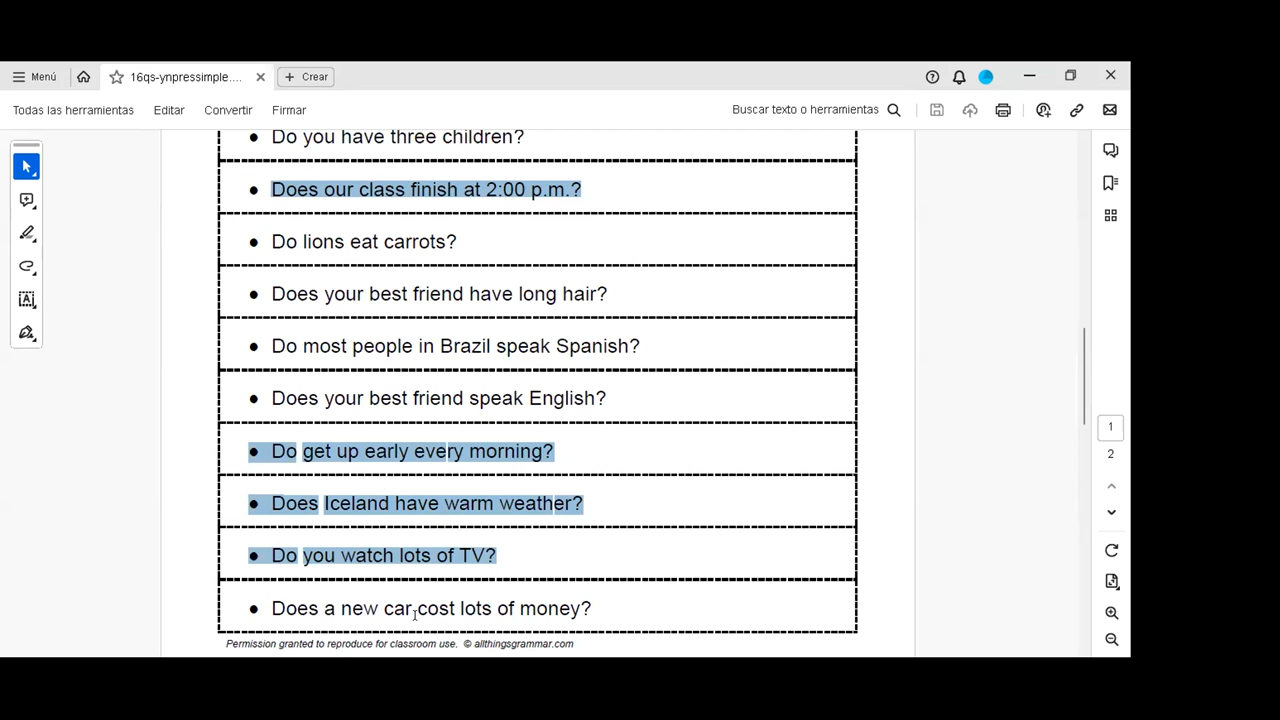 Menú
16qs-ynpressimple....
Crear
Todas las herramientas
Editar
Convertir
Firmar
Buscar texto o herramientas
• Do you have three children?
• Does our class finish at 2:00 p.m.?
• Do lions eat carrots?
• Does your best friend have long hair?
• Do most people in Brazil speak Spanish?
• Does your best friend speak English?
• Do get up early every morning?
• Does Iceland have warm weather?
• Do you watch lots of TV?
• Does a new car cost lots of money?
Permission granted to reproduce for classroom use. © allthingsgrammar.com
1
2